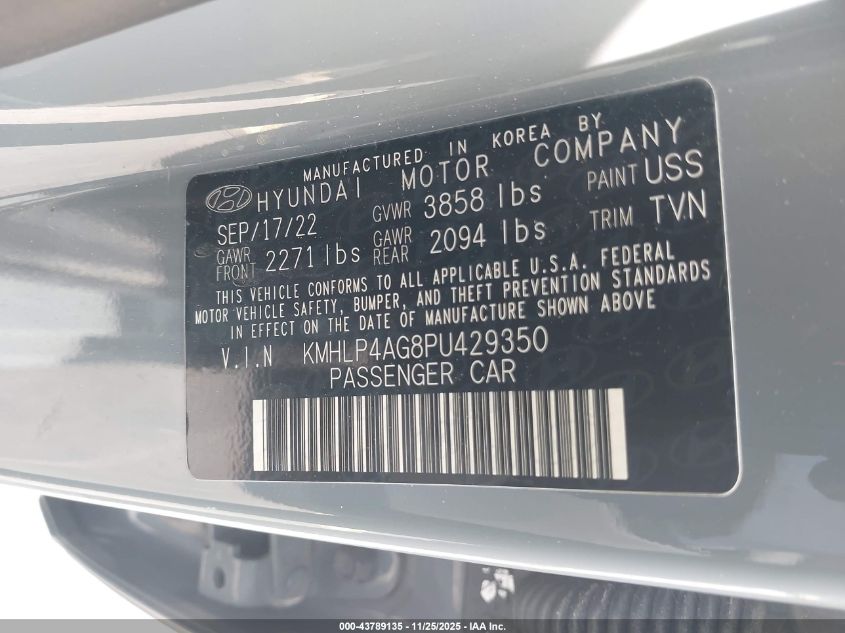 MANUFACTURED IN KOREA BY
HYUNDAI MOTOR COMPANY
SEP/17/22 GVWR 3858 lbs PAINT USS
GAWR FRONT 2271 lbs GAWR REAR 2094 lbs TRIM TVN
THIS VEHICLE CONFORMS TO ALL APPLICABLE U.S.A. FEDERAL
MOTOR VEHICLE SAFETY, BUMPER, AND THEFT PREVENTION STANDARDS
IN EFFECT ON THE DATE OF MANUFACTURE SHOWN ABOVE
V.I.N KMHLP4AG8PU429350
PASSENGER CAR
000-43789135 - 11/25/2025 - IAA Inc.